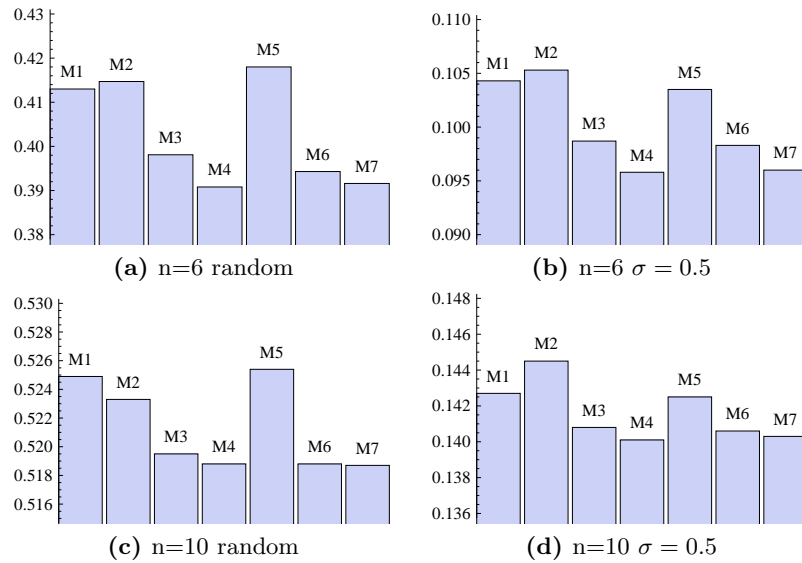 0.43
0.42
0.41
0.40
0.39
0.38
M1
M2
M3
M4
M5
M6
M7
(a) n=6 random
0.110
0.105
0.100
0.095
0.090
M1
M2
M3
M4
M5
M6
M7
(b) n=6 σ = 0.5
0.530
0.528
0.526
0.524
0.522
0.520
0.518
0.516
M1
M2
M3
M4
M5
M6
M7
(c) n=10 random
0.148
0.146
0.144
0.142
0.140
0.138
0.136
M1
M2
M3
M4
M5
M6
M7
(d) n=10 σ = 0.5